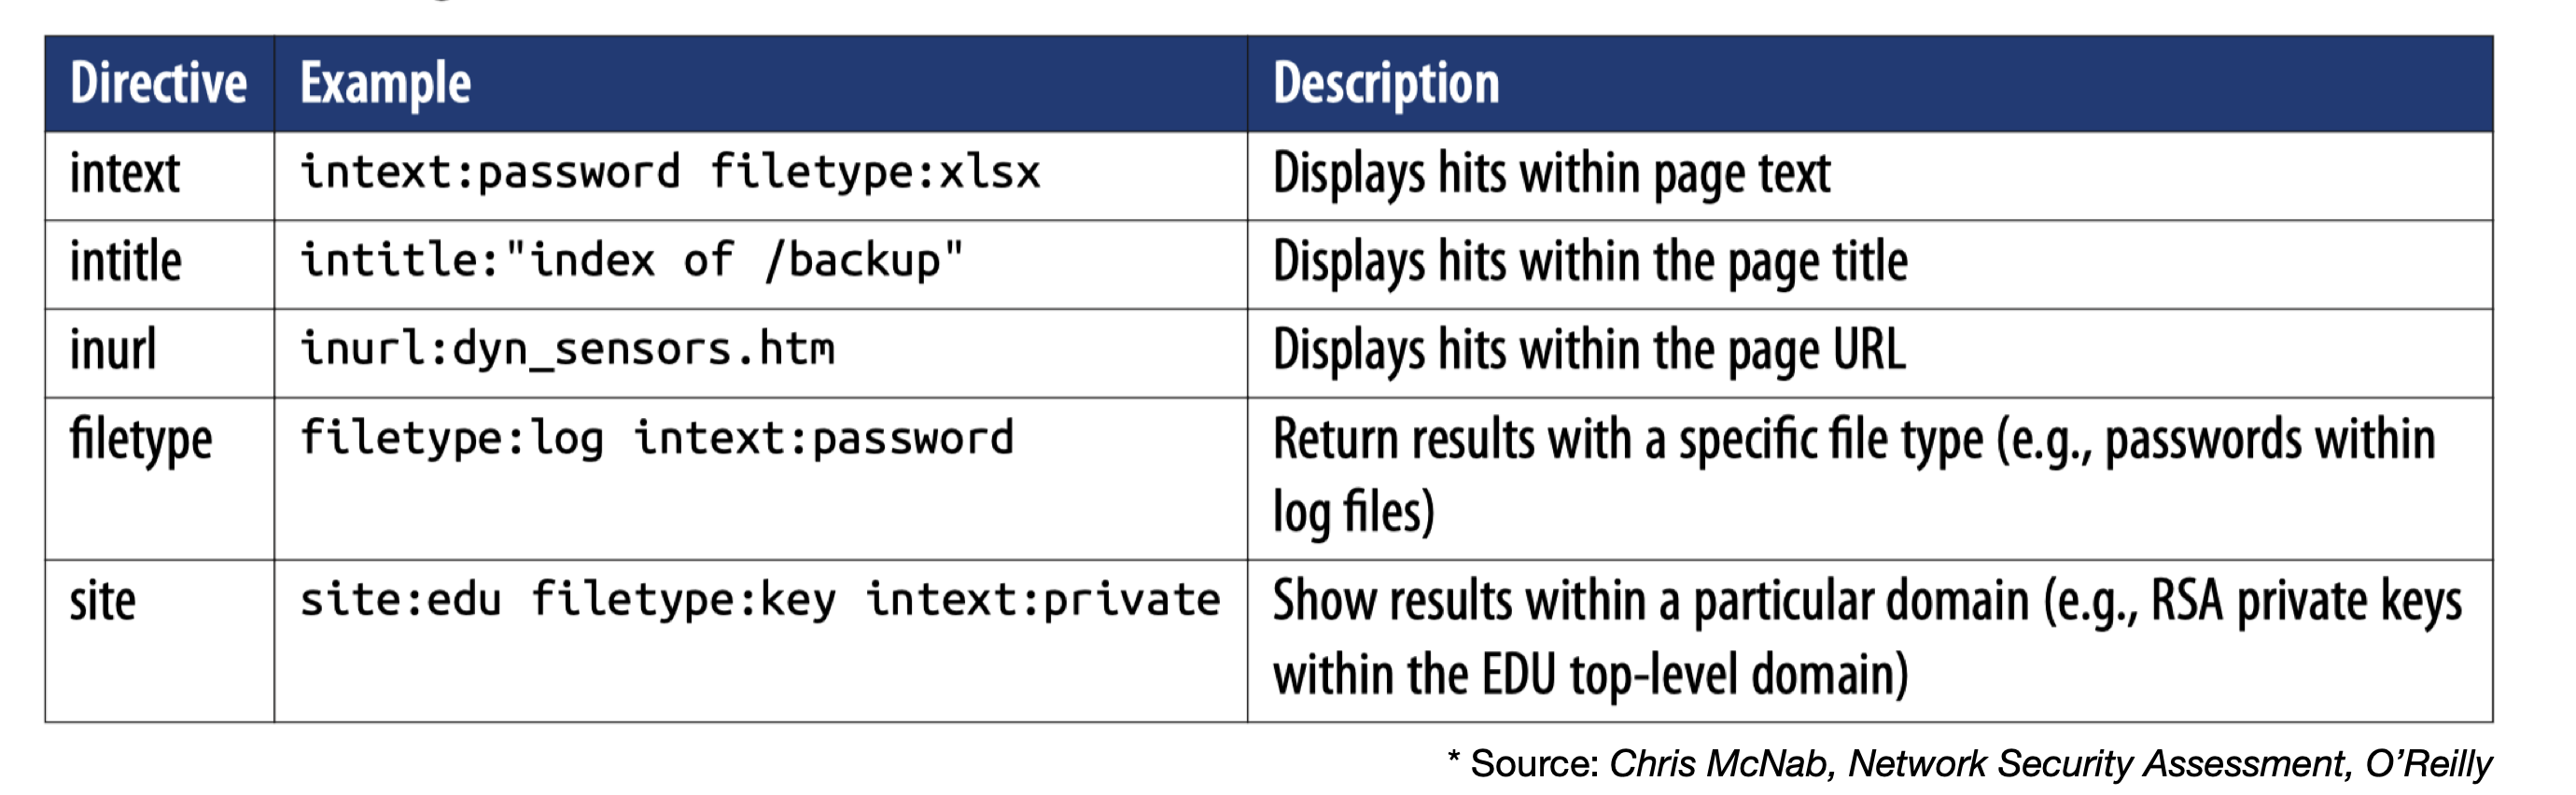 Directive Example Description
intext intext:password filetype:xlsx Displays hits within page text
intitle intitle:"index of /backup" Displays hits within the page title
inurl inurl:dyn_sensors.htm Displays hits within the page URL
filetype filetype:log intext:password Return results with a specific file type (e.g., passwords within
log files)
site site:edu filetype:key intext:private Show results within a particular domain (e.g., RSA private keys
within the EDU top-level domain)
* Source: Chris McNab, Network Security Assessment, O’Reilly